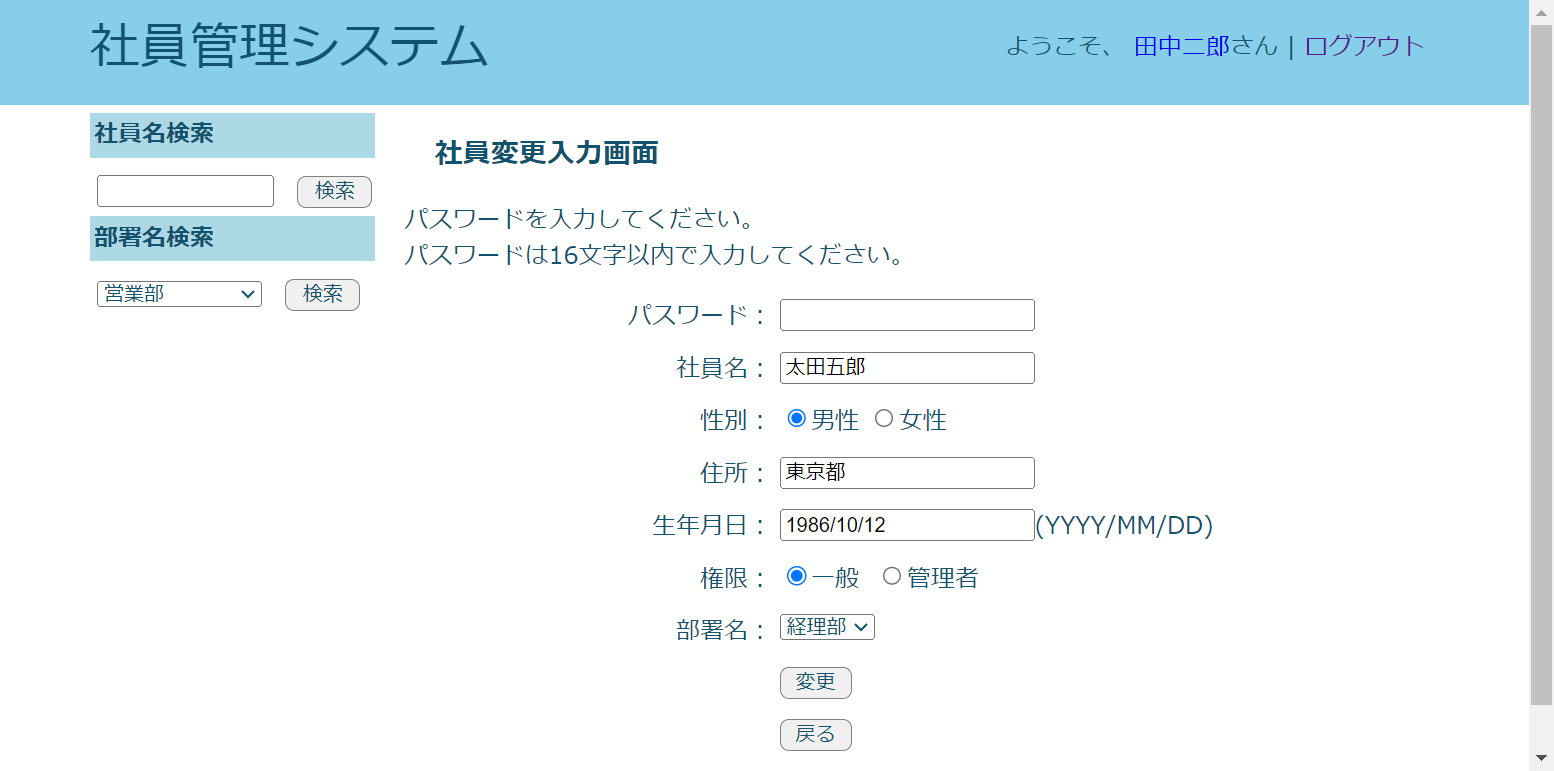 社員管理システム
ようこそ、 田中二郎さん | ログアウト
社員名検索
検索
部署名検索
営業部 検索
社員変更入力画面
パスワードを入力してください。
パスワードは16文字以内で入力してください。
パスワード：
社員名： 太田五郎
性別： 男性 女性
住所： 東京都
生年月日： 1986/10/12 (YYYY/MM/DD)
権限： 一般 管理者
部署名： 経理部
変更
戻る